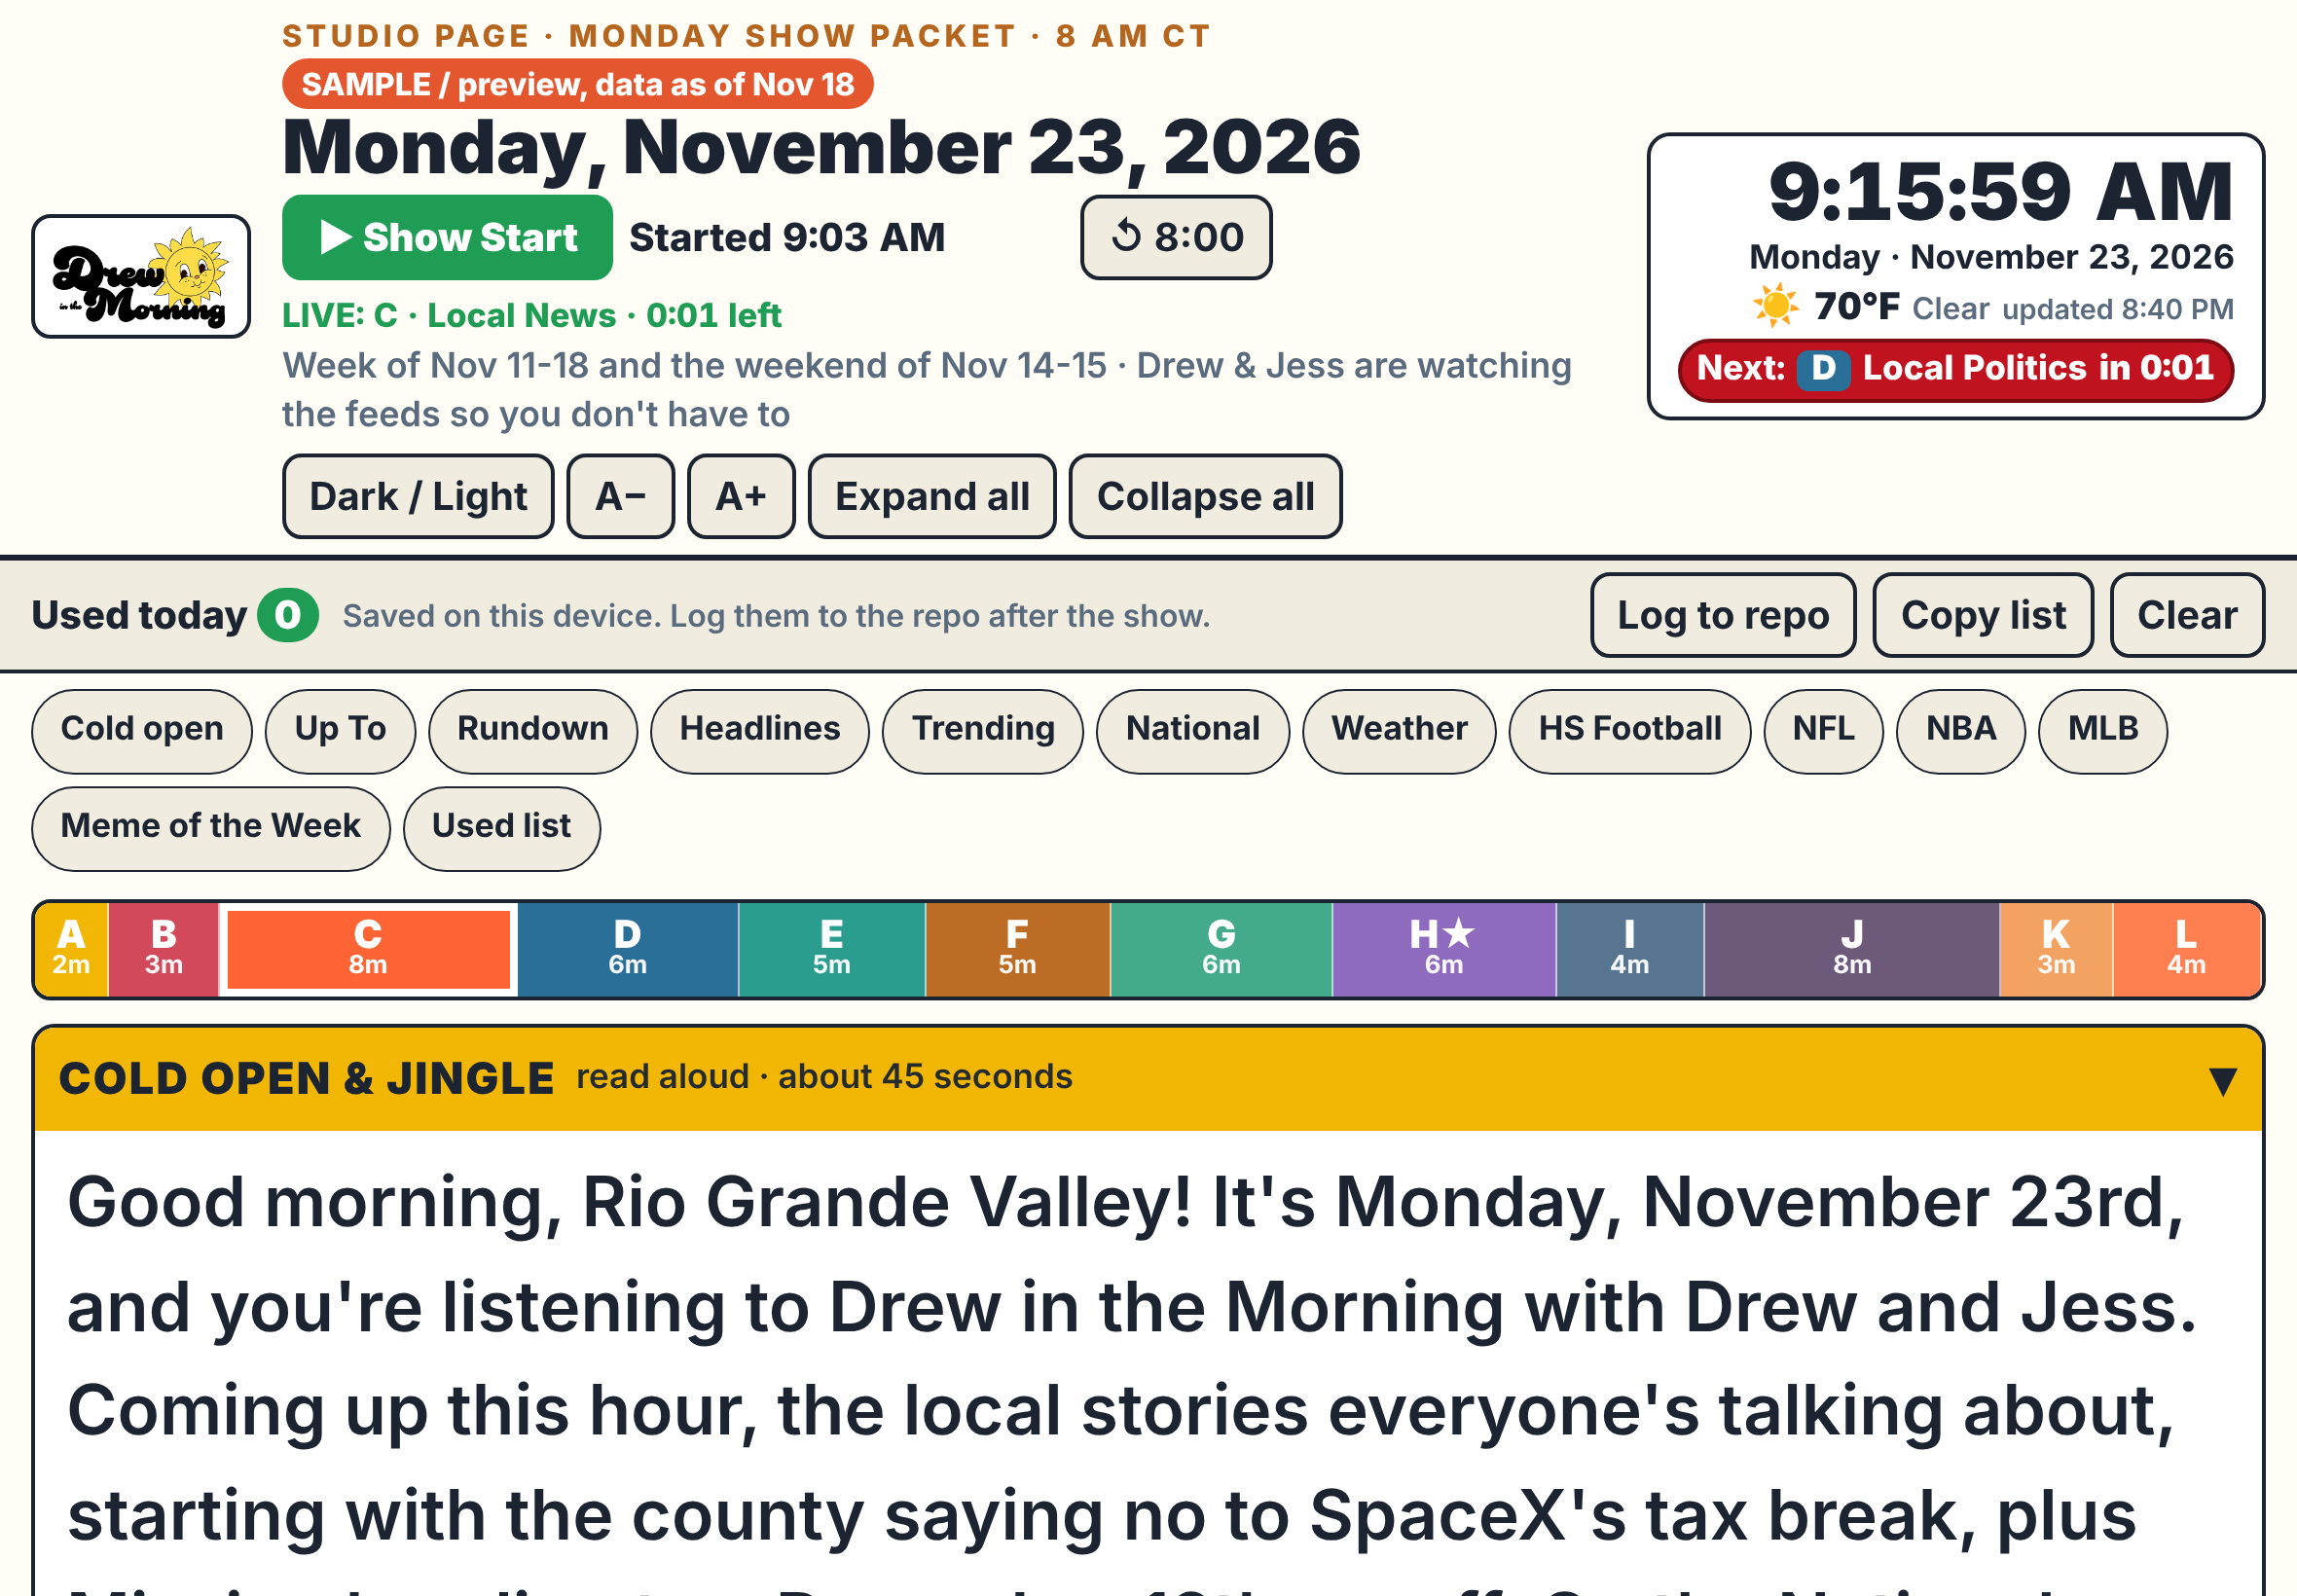 STUDIO PAGE · MONDAY SHOW PACKET · 8 AM CT
SAMPLE / preview, data as of Nov 18
Monday, November 23, 2026
▶ Show Start Started 9:03 AM ↺ 8:00
LIVE: C · Local News · 0:01 left
Week of Nov 11-18 and the weekend of Nov 14-15 · Drew & Jess are watching
the feeds so you don't have to
Dark / Light A− A+ Expand all Collapse all
Drew
in the Morning
9:15:59 AM
Monday · November 23, 2026
70°F Clear updated 8:40 PM
Next: D Local Politics in 0:01
Used today 0 Saved on this device. Log them to the repo after the show. Log to repo Copy list Clear
Cold open Up To Rundown Headlines Trending National Weather HS Football NFL NBA MLB
Meme of the Week Used list
A B C D E F G H★ I J K L
2m 3m 8m 6m 5m 5m 6m 6m 4m 8m 3m 4m
COLD OPEN & JINGLE read aloud · about 45 seconds ▼
Good morning, Rio Grande Valley! It's Monday, November 23rd,
and you're listening to Drew in the Morning with Drew and Jess.
Coming up this hour, the local stories everyone's talking about,
starting with the county saying no to SpaceX's tax break, plus